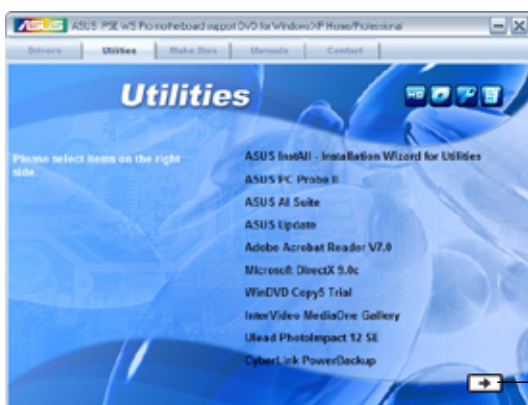 ASUS P5E WS Pro motherboard support DVD for Windows XP Home/Professional
Drivers Utilities Make Disk Manuals Contact
Utilities
Please select items on the right side.
ASUS InstAll - Installation Wizard for Utilities
ASUS PC Probe II
ASUS AI Suite
ASUS Update
Adobe Acrobat Reader V7.0
Microsoft DirectX 9.0c
WinDVD Copy5 Trial
InterVideo MediaOne Gallery
Ulead PhotoImpact 12 SE
CyberLink PowerBackup